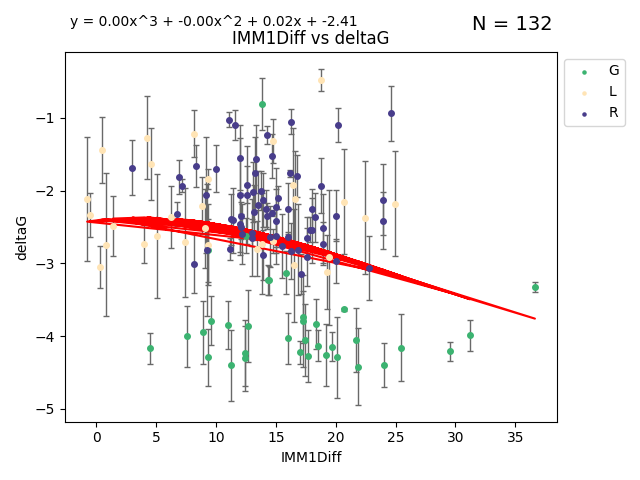 y = 0.00x^3 + -0.00x^2 + 0.02x + -2.41
N = 132
IMM1Diff vs deltaG
G
L
R
deltaG
−1
−2
−3
−4
−5
0 5 10 15 20 25 30 35
IMM1Diff